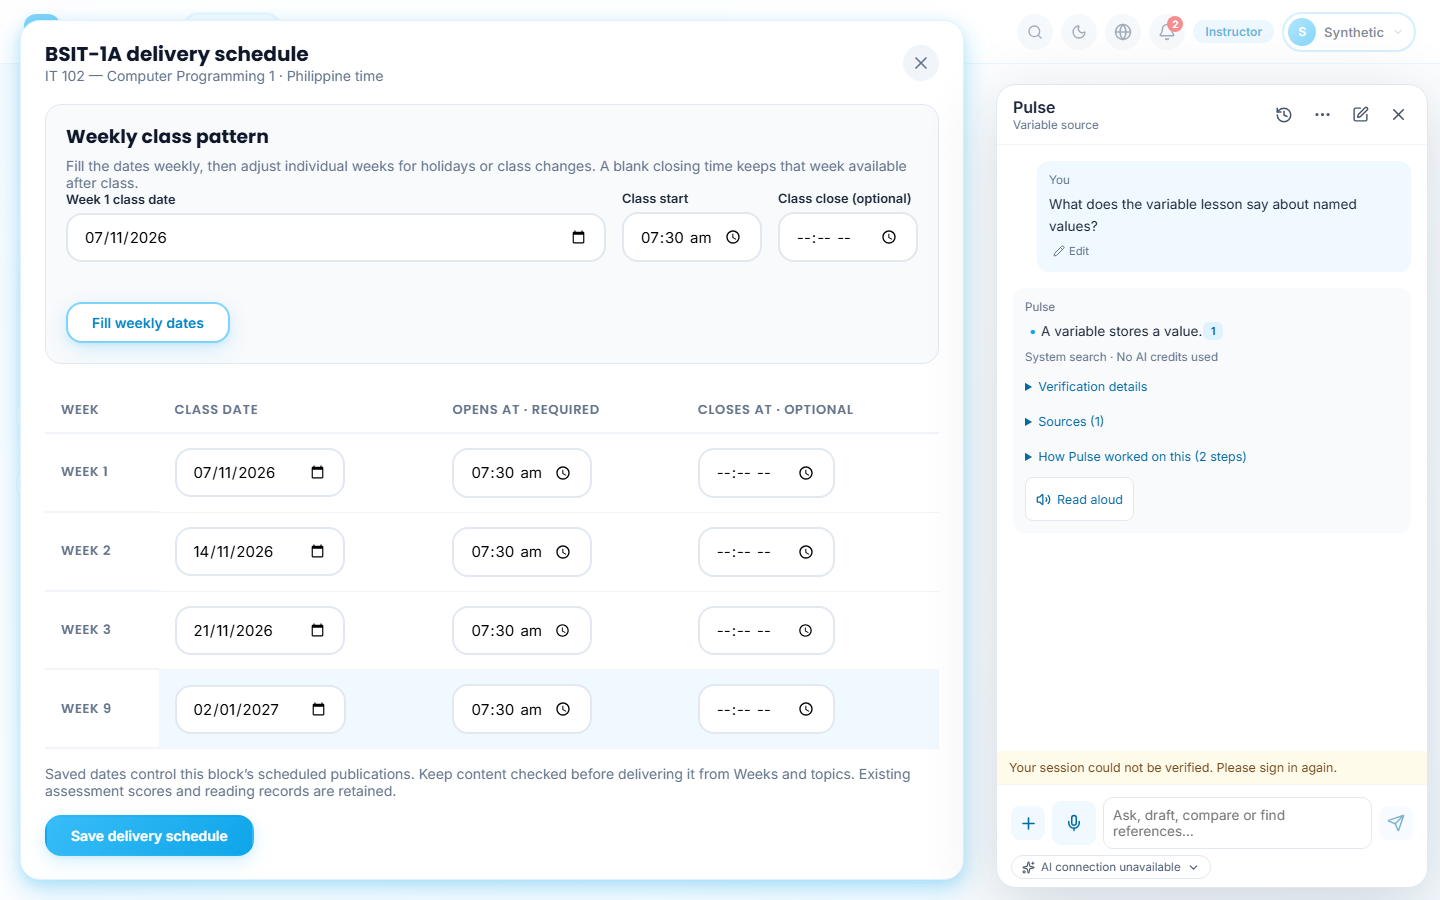 BSIT-1A delivery schedule
IT 102 — Computer Programming 1 · Philippine time
Weekly class pattern
Fill the dates weekly, then adjust individual weeks for holidays or class changes. A blank closing time keeps that week available
after class.
Week 1 class date
Class start
Class close (optional)
07/11/2026
07:30 am
--:-- --
Fill weekly dates
WEEK CLASS DATE OPENS AT · REQUIRED CLOSES AT · OPTIONAL
WEEK 1 07/11/2026 07:30 am --:-- --
WEEK 2 14/11/2026 07:30 am --:-- --
WEEK 3 21/11/2026 07:30 am --:-- --
WEEK 9 02/01/2027 07:30 am --:-- --
Saved dates control this block's scheduled publications. Keep content checked before delivering it from Weeks and topics. Existing
assessment scores and reading records are retained.
Save delivery schedule
2
Instructor
S
Synthetic
Pulse
Variable source
You
What does the variable lesson say about named
values?
Edit
Pulse
• A variable stores a value. 1
System search · No AI credits used
Verification details
Sources (1)
How Pulse worked on this (2 steps)
Read aloud
Your session could not be verified. Please sign in again.
Ask, draft, compare or find
references...
AI connection unavailable